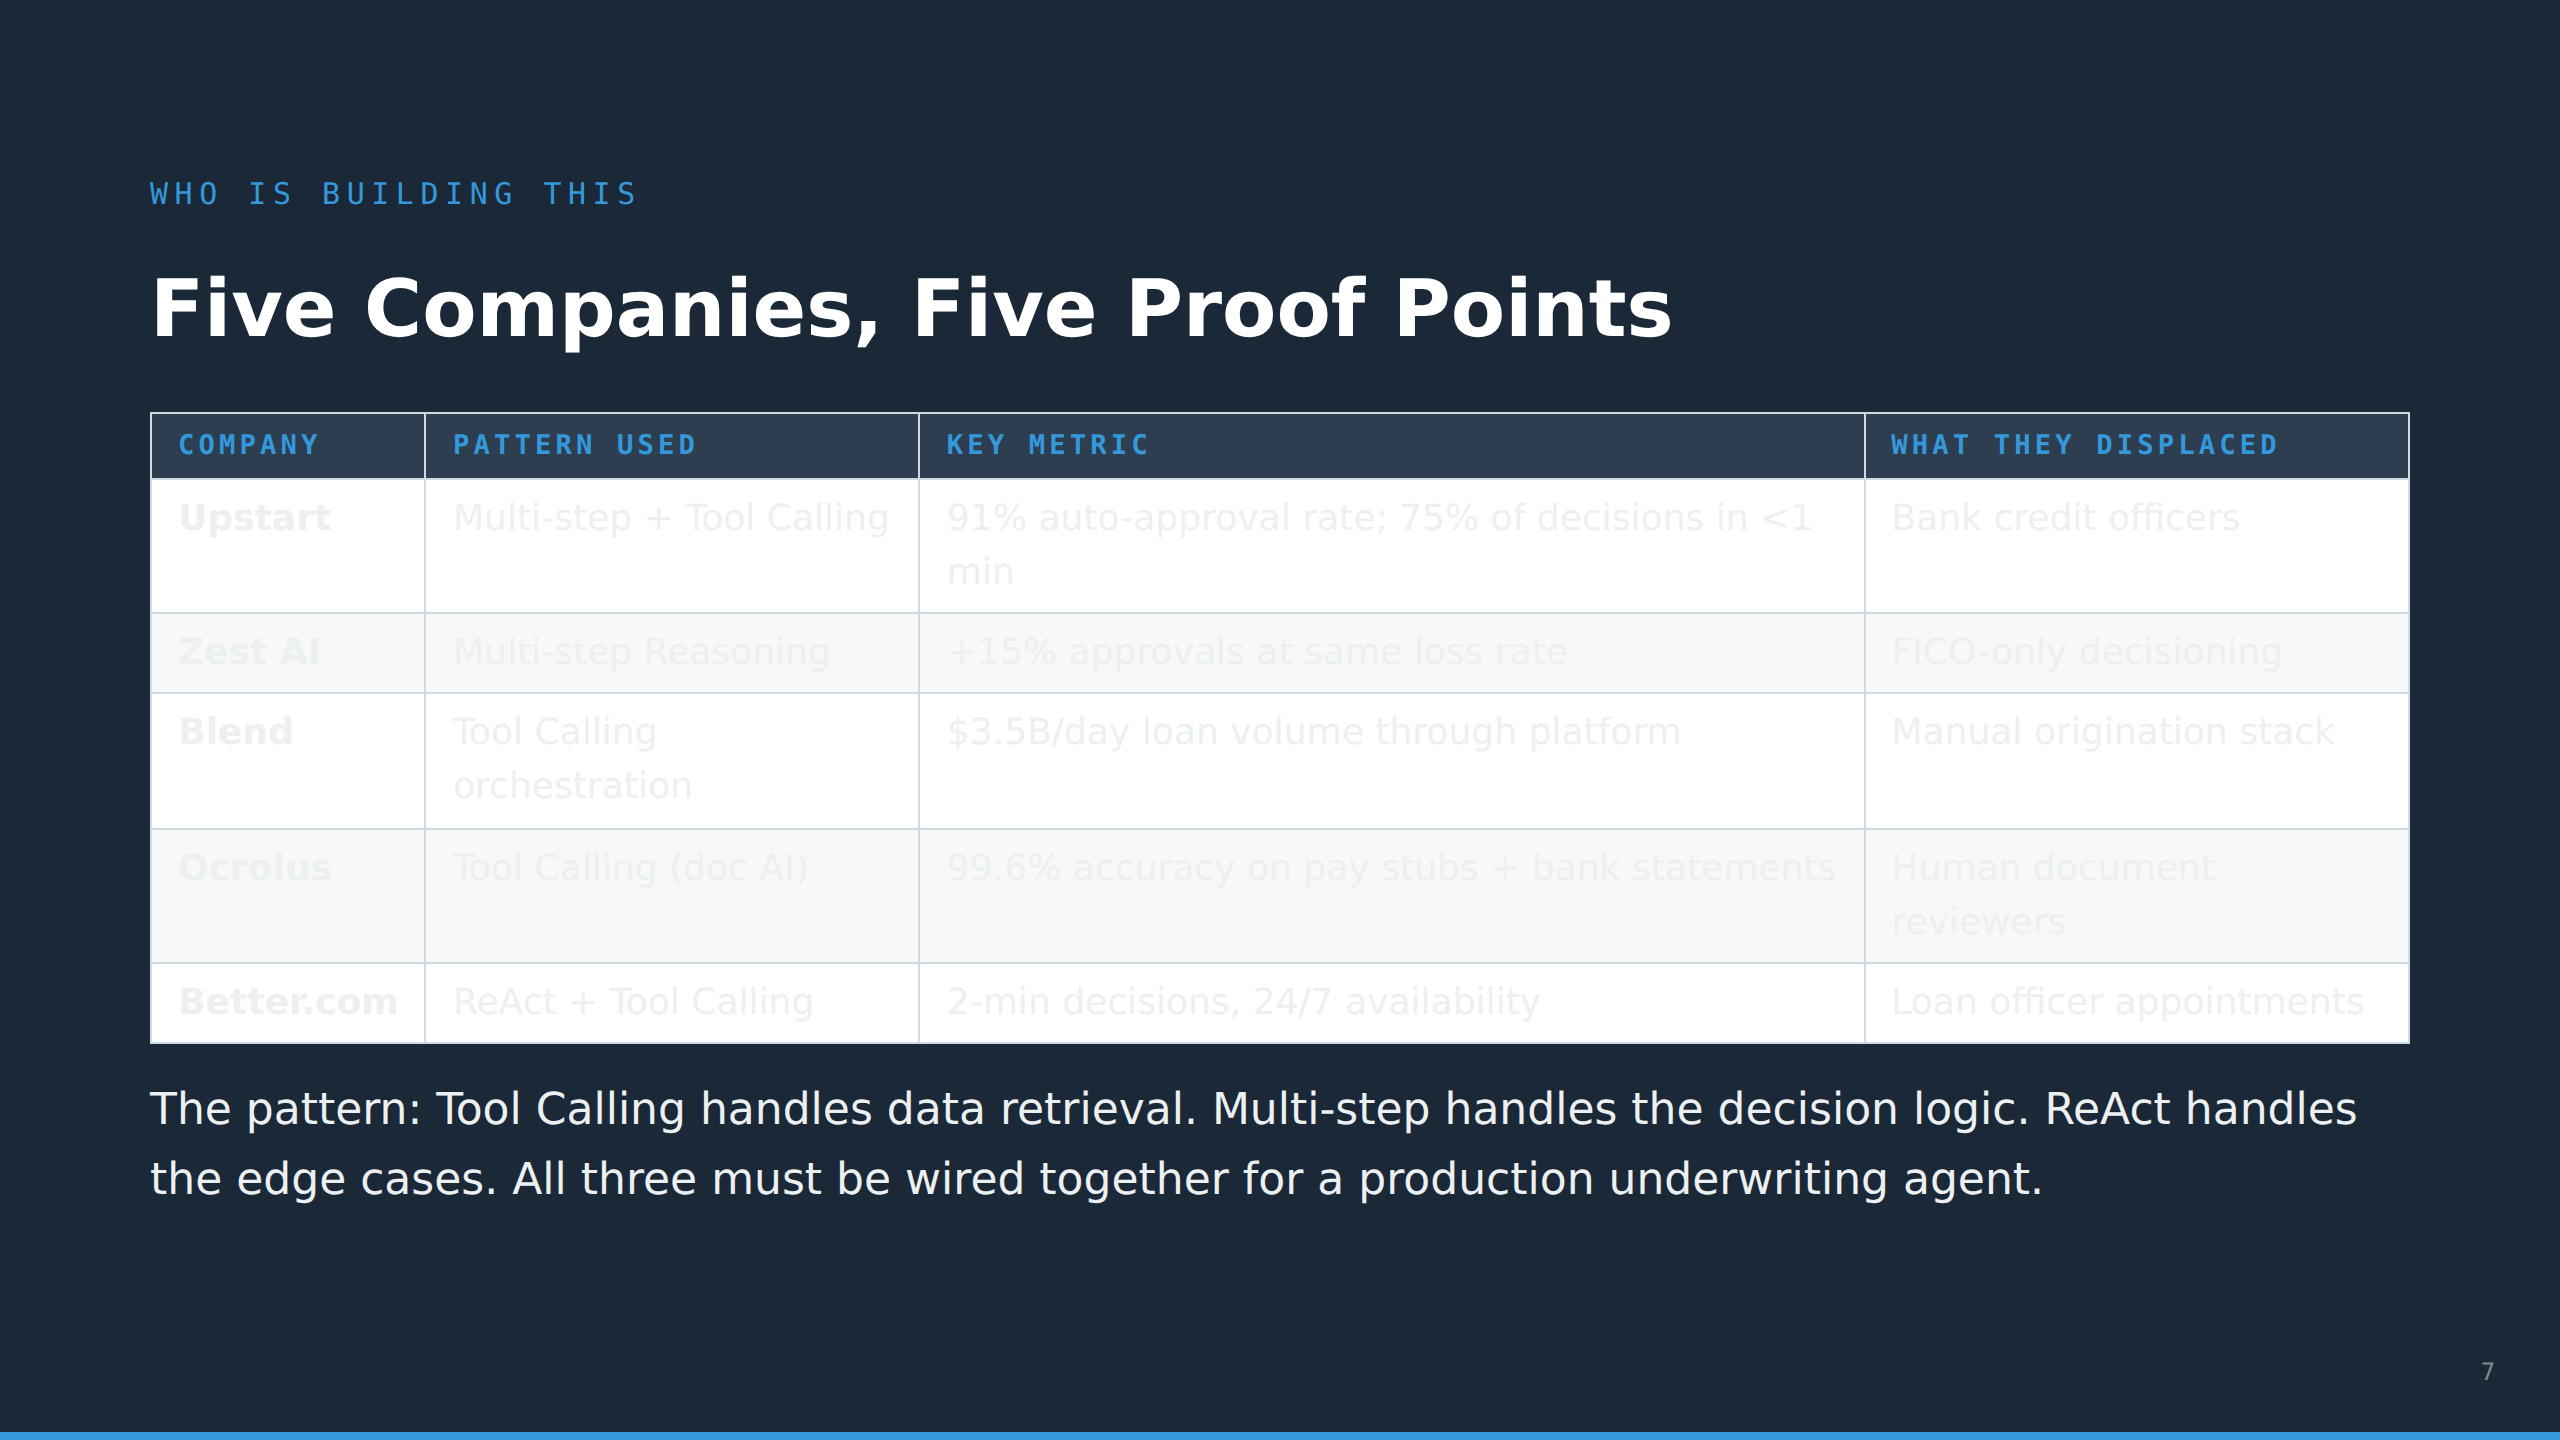 WHO IS BUILDING THIS
Five Companies, Five Proof Points
COMPANY PATTERN USED KEY METRIC WHAT THEY DISPLACED
Upstart Multi-step + Tool Calling 91% auto-approval rate; 75% of decisions in <1 Bank credit officers
min
Zest AI Multi-step Reasoning +15% approvals at same loss rate FICO-only decisioning
Blend Tool Calling $3.5B/day loan volume through platform Manual origination stack
orchestration
Ocrolus Tool Calling (doc AI) 99.6% accuracy on pay stubs + bank statements Human document
reviewers
Better.com ReAct + Tool Calling 2-min decisions, 24/7 availability Loan officer appointments
The pattern: Tool Calling handles data retrieval. Multi-step handles the decision logic. ReAct handles
the edge cases. All three must be wired together for a production underwriting agent.
7